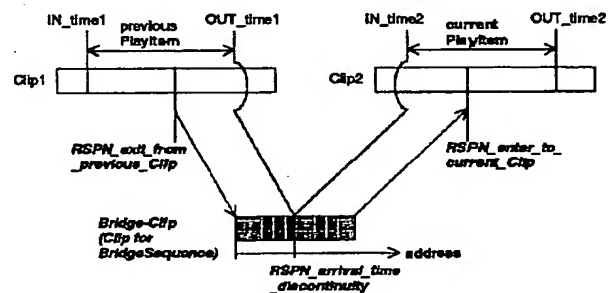 IN_time1
previous
PlayItem
OUT_time1
IN_time2
current
PlayItem
OUT_time2
Clip1
Clip2
RSPN_exit_from
_previous_Clip
RSPN_enter_to_
current_Clip
Bridge-Clip
(Clip for
BridgeSequence)
address
RSPN_arrival_time
_discontinuity